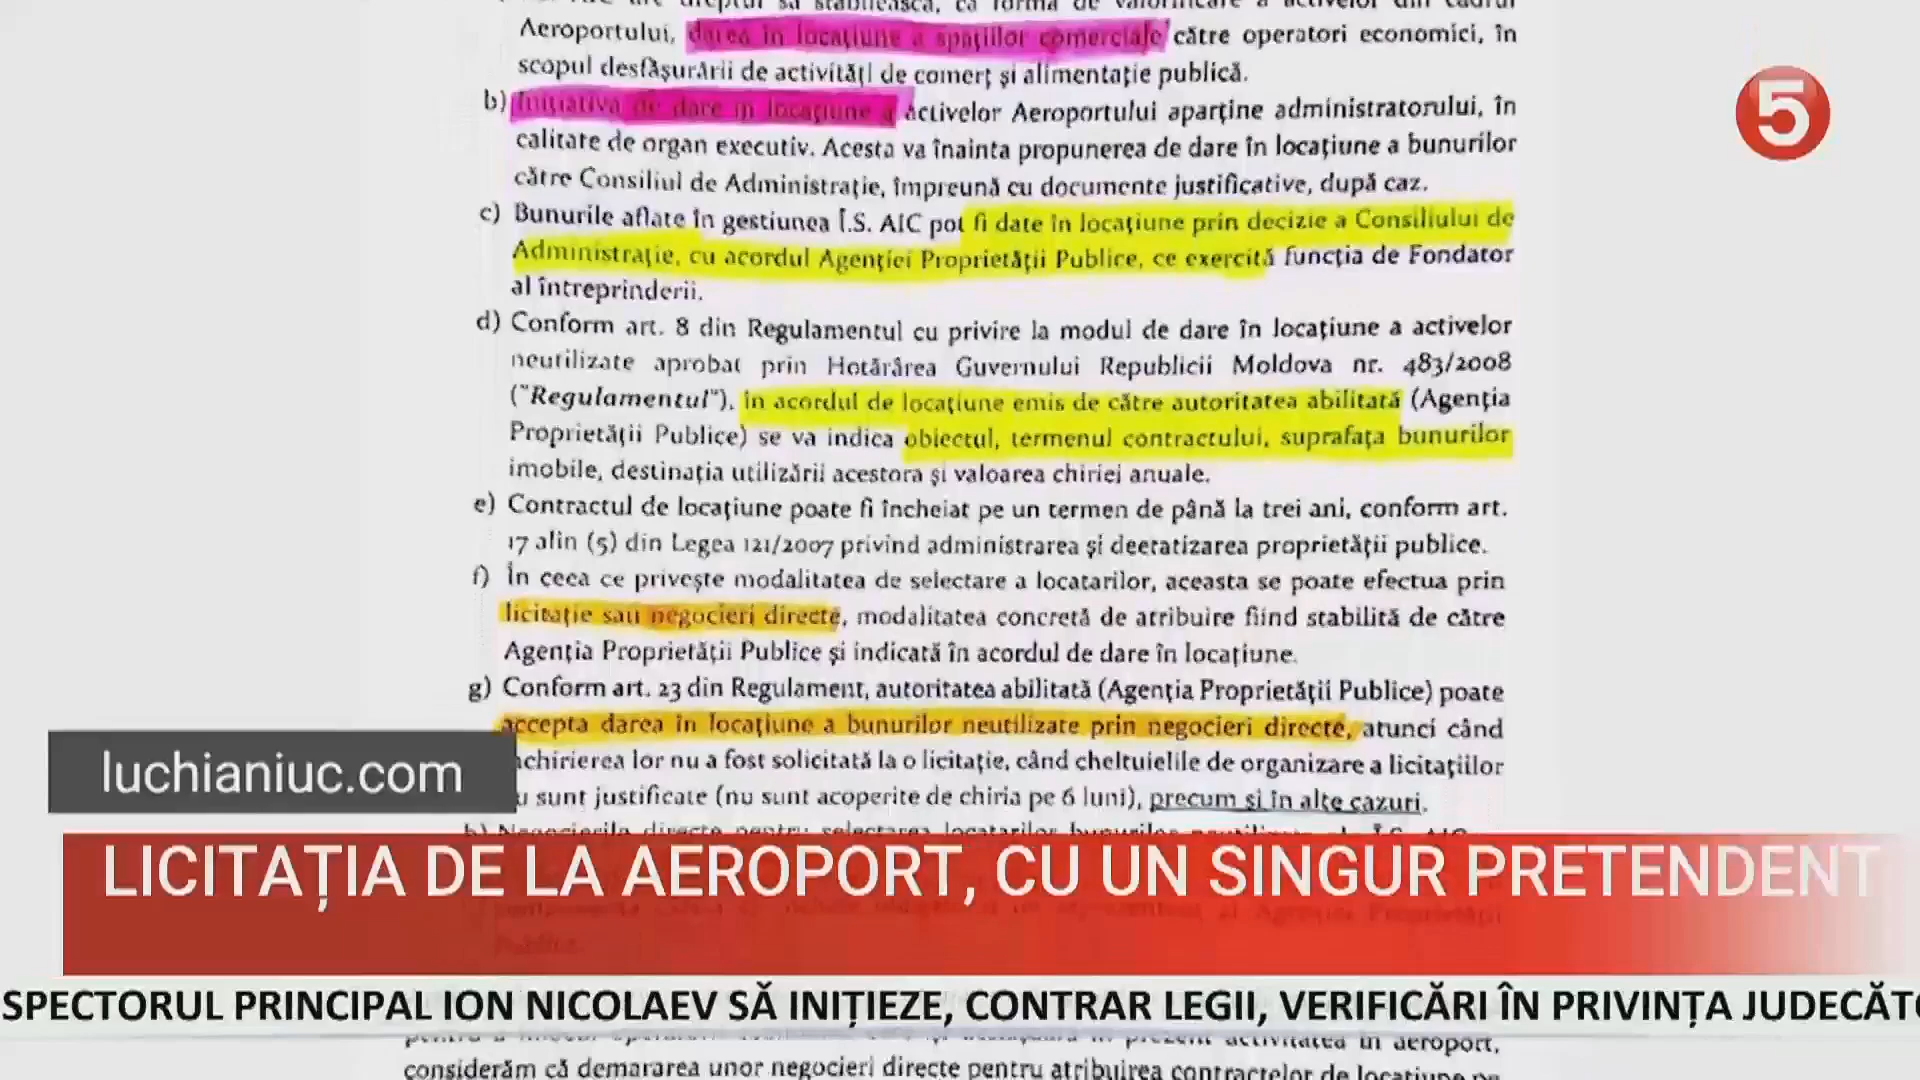 Aeroportului, darea în locațiune a spațiilor comerciale către operatori economici, în
scopul desfășurării de activități de comerț și alimentație publică.
b) Inițiativa de dare în locațiune a activelor Aeroportului aparține administratorului, în
calitate de organ executiv. Acesta va înainta propunerea de dare în locațiune a bunurilor
către Consiliul de Administrație, împreună cu documente justificative, după caz.
c) Bunurile aflate în gestiunea Î.S. AIC pot fi date în locațiune prin decizie a Consiliului de
Administrație, cu acordul Agenției Proprietății Publice, ce exercită funcția de Fondator
al întreprinderii.
d) Conform art. 8 din Regulamentul cu privire la modul de dare în locațiune a activelor
neutilizate aprobat prin Hotărârea Guvernului Republicii Moldova nr. 483/2008
("Regulamentul"), în acordul de locațiune emis de către autoritatea abilitată (Agenția
Proprietății Publice) se va indica obiectul, termenul contractului, suprafața bunurilor
imobile, destinația utilizării acestora și valoarea chiriei anuale.
e) Contractul de locațiune poate fi încheiat pe un termen de până la trei ani, conform art.
17 alin (5) din Legea 121/2007 privind administrarea și deetatizarea proprietății publice.
f) În ceea ce privește modalitatea de selectare a locatarilor, aceasta se poate efectua prin
licitație sau negocieri directe, modalitatea concretă de atribuire fiind stabilită de către
Agenția Proprietății Publice și indicată în acordul de dare în locațiune.
g) Conform art. 23 din Regulament, autoritatea abilitată (Agenția Proprietății Publice) poate
accepta darea în locațiune a bunurilor neutilizate prin negocieri directe, atunci când
nchirierea lor nu a fost solicitată la o licitație, când cheltuielile de organizare a licitațiilor
u sunt justificate (nu sunt acoperite de chiria pe 6 luni), precum și în alte cazuri.
5
luchianiuc.com
LICITAȚIA DE LA AEROPORT, CU UN SINGUR PRETENDENT
SPECTORUL PRINCIPAL ION NICOLAEV SĂ INIȚIEZE, CONTRAR LEGII, VERIFICĂRI ÎN PRIVINȚA JUDECĂTO
prezent activitatea în aeroport,
considerăm că demararea unor negocieri directe pentru atribuirea contractelor de locațiune pe